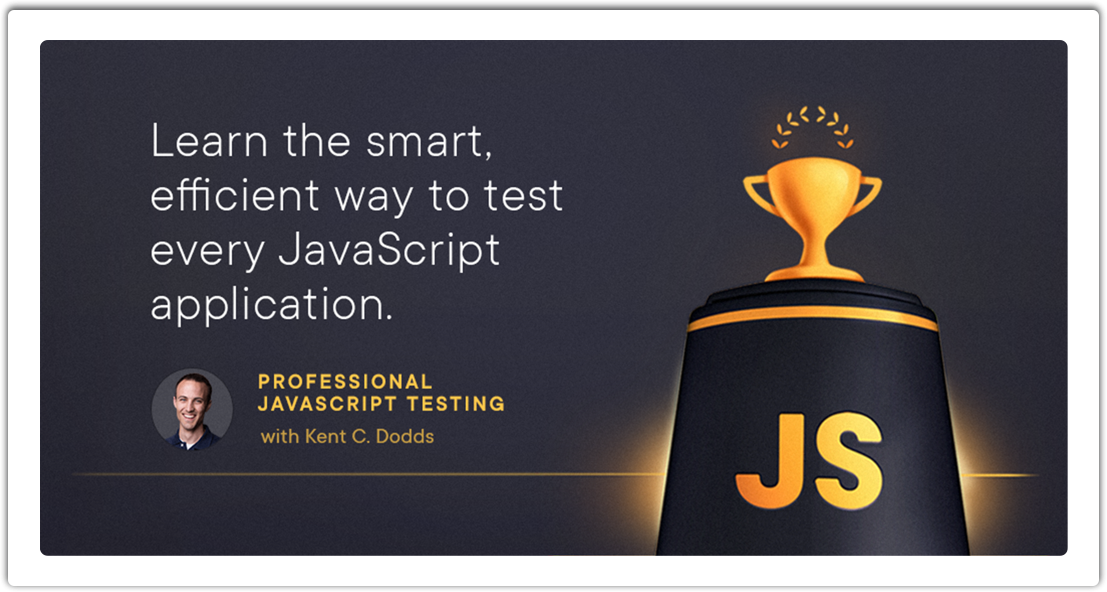 Learn the smart,
efficient way to test
every JavaScript
application.
PROFESSIONAL
JAVASCRIPT TESTING
with Kent C. Dodds
JS